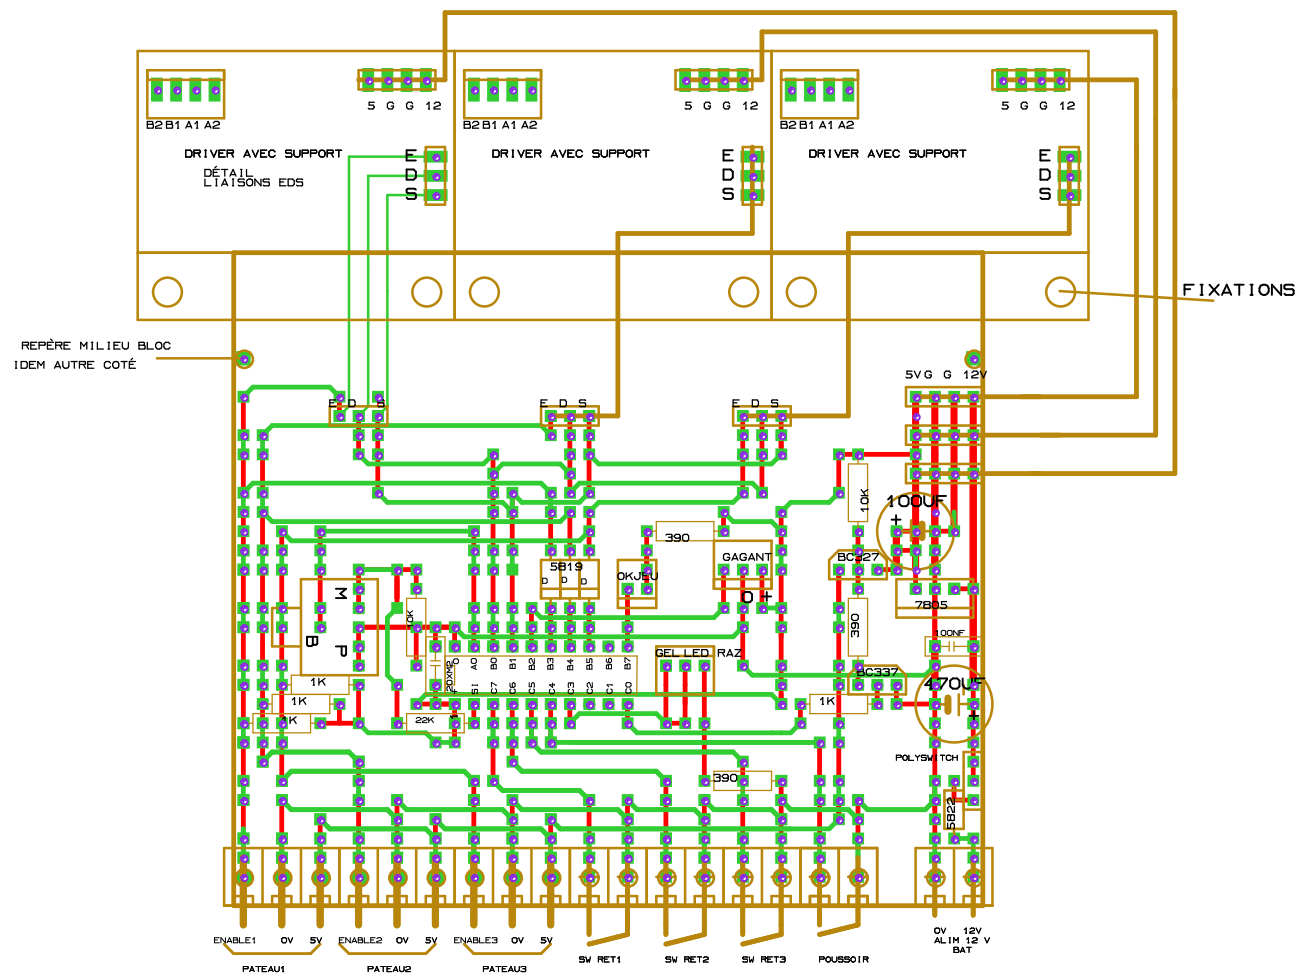 5 G G 12
5 G G 12
5 G G 12
B2 B1 A1 A2
B2 B1 A1 A2
B2 B1 A1 A2
DRIVER AVEC SUPPORT
DRIVER AVEC SUPPORT
DRIVER AVEC SUPPORT
E
D
S
E
D
S
E
D
S
DÉTAIL
LIAISONS EDS
FIXATIONS
REPÈRE MILIEU BLOC
IDEM AUTRE COTÉ
5V G G 12V
E D S
E D S
E D S
10K
100UF
+
390
GAGANT
BC327
5819
D D D
OKJEU
O +
7805
M
B
P
10K
390
100NF
GEL LED RAZ
BC337
20XM2
D A0 B0 B1 B2 B3 B4 B5 B6 B7
S1 C7 C6 C5 C4 C3 C2 C1 C0
470UF
+
1K
1K
1K
22K
1K
POLYSWITCH
390
5822
ENABLE1 0V 5V
ENABLE2 0V 5V
ENABLE3 0V 5V
PATEAU1
PATEAU2
PATEAU3
SW RET1
SW RET2
SW RET3
POUSSOIR
0V 12V
ALIM 12 V
BAT